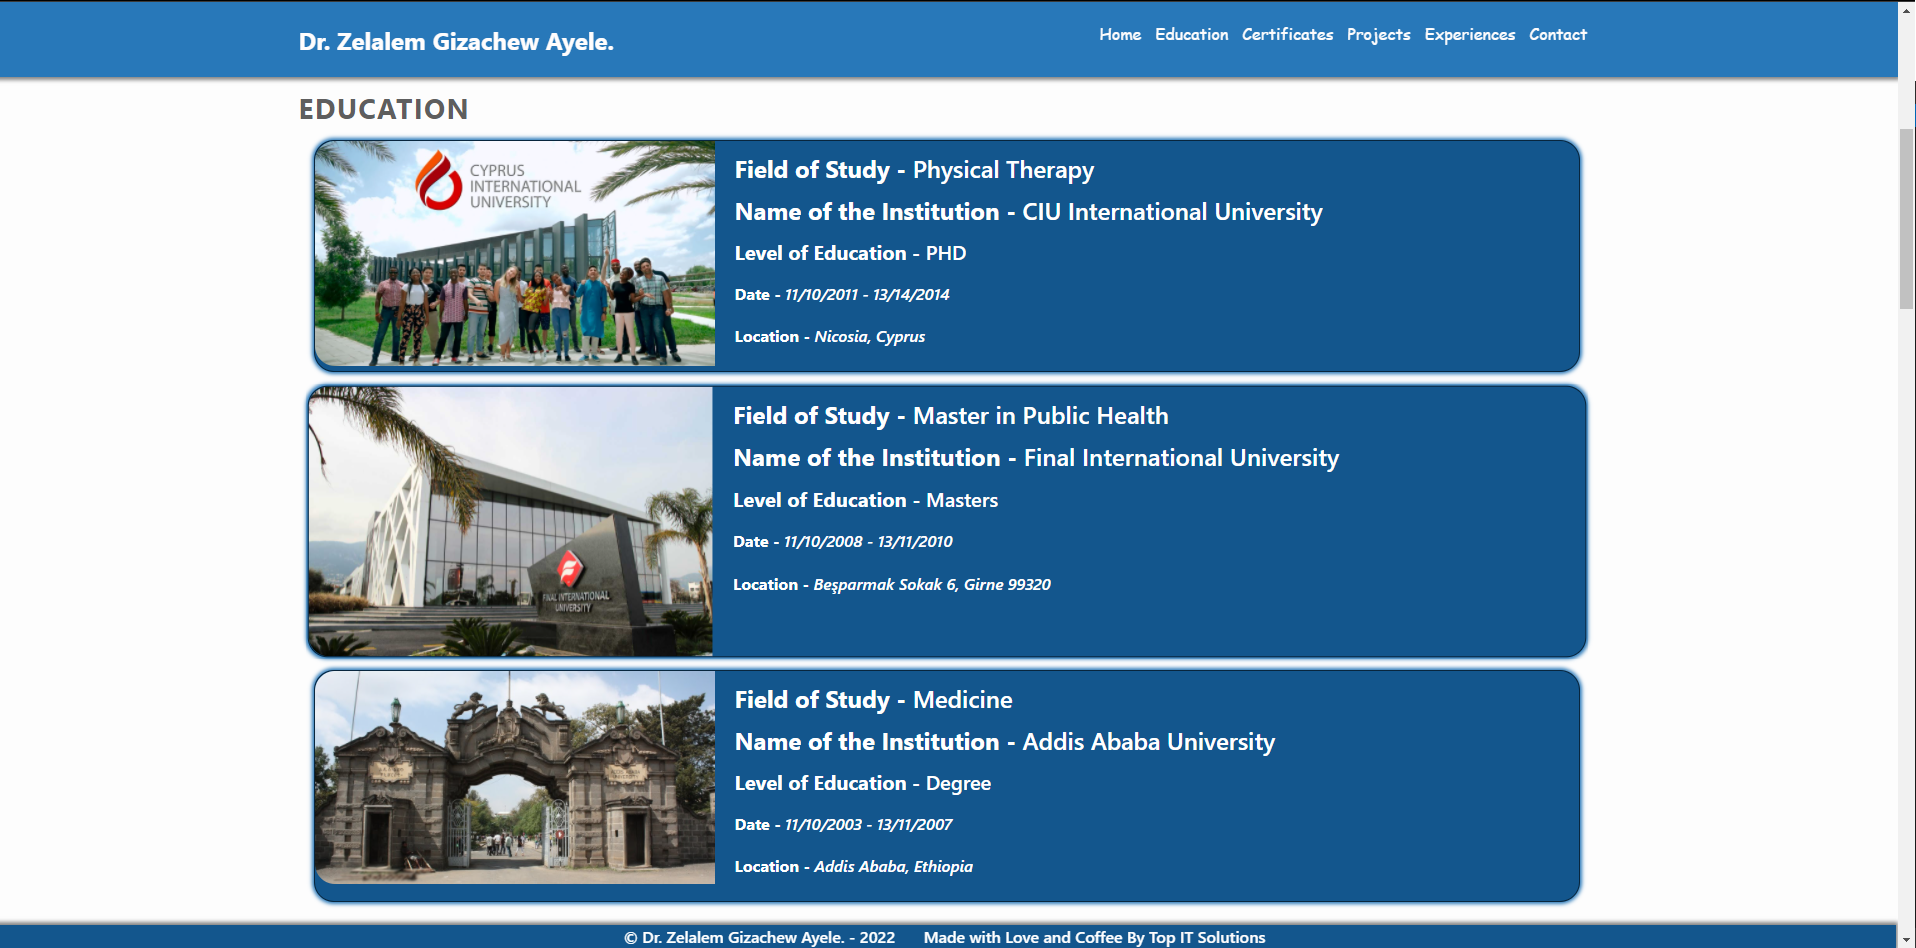 Dr. Zelalem Gizachew Ayele.
Home Education Certificates Projects Experiences Contact
EDUCATION
CYPRUS
INTERNATIONAL
UNIVERSITY
Field of Study - Physical Therapy
Name of the Institution - CIU International University
Level of Education - PHD
Date - 11/10/2011 - 13/14/2014
Location - Nicosia, Cyprus
FINAL INTERNATIONAL
UNIVERSITY
Field of Study - Master in Public Health
Name of the Institution - Final International University
Level of Education - Masters
Date - 11/10/2008 - 13/11/2010
Location - Beşparmak Sokak 6, Girne 99320
Field of Study - Medicine
Name of the Institution - Addis Ababa University
Level of Education - Degree
Date - 11/10/2003 - 13/11/2007
Location - Addis Ababa, Ethiopia
© Dr. Zelalem Gizachew Ayele. - 2022 Made with Love and Coffee By Top IT Solutions